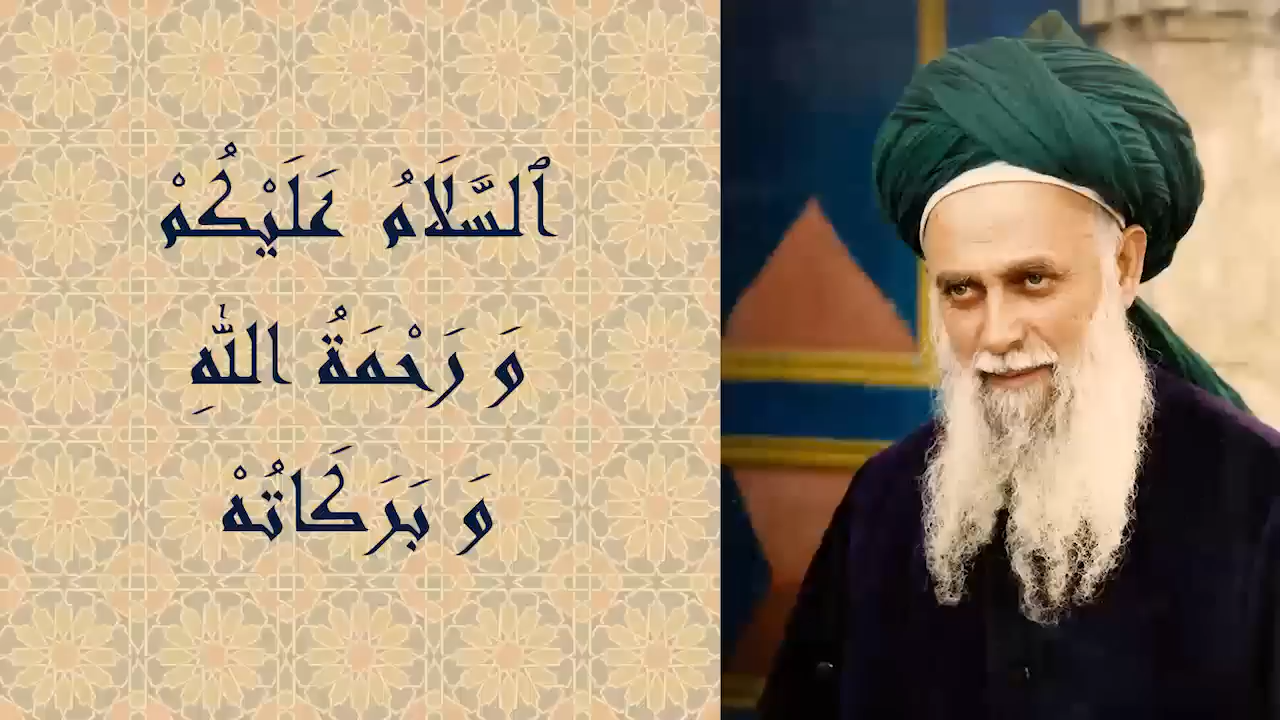 ٱلسَّلَامُ عَلَيْكُمْ
وَ رَحْمَةُ اللّٰهِ
وَ بَرَكَاتُهْ